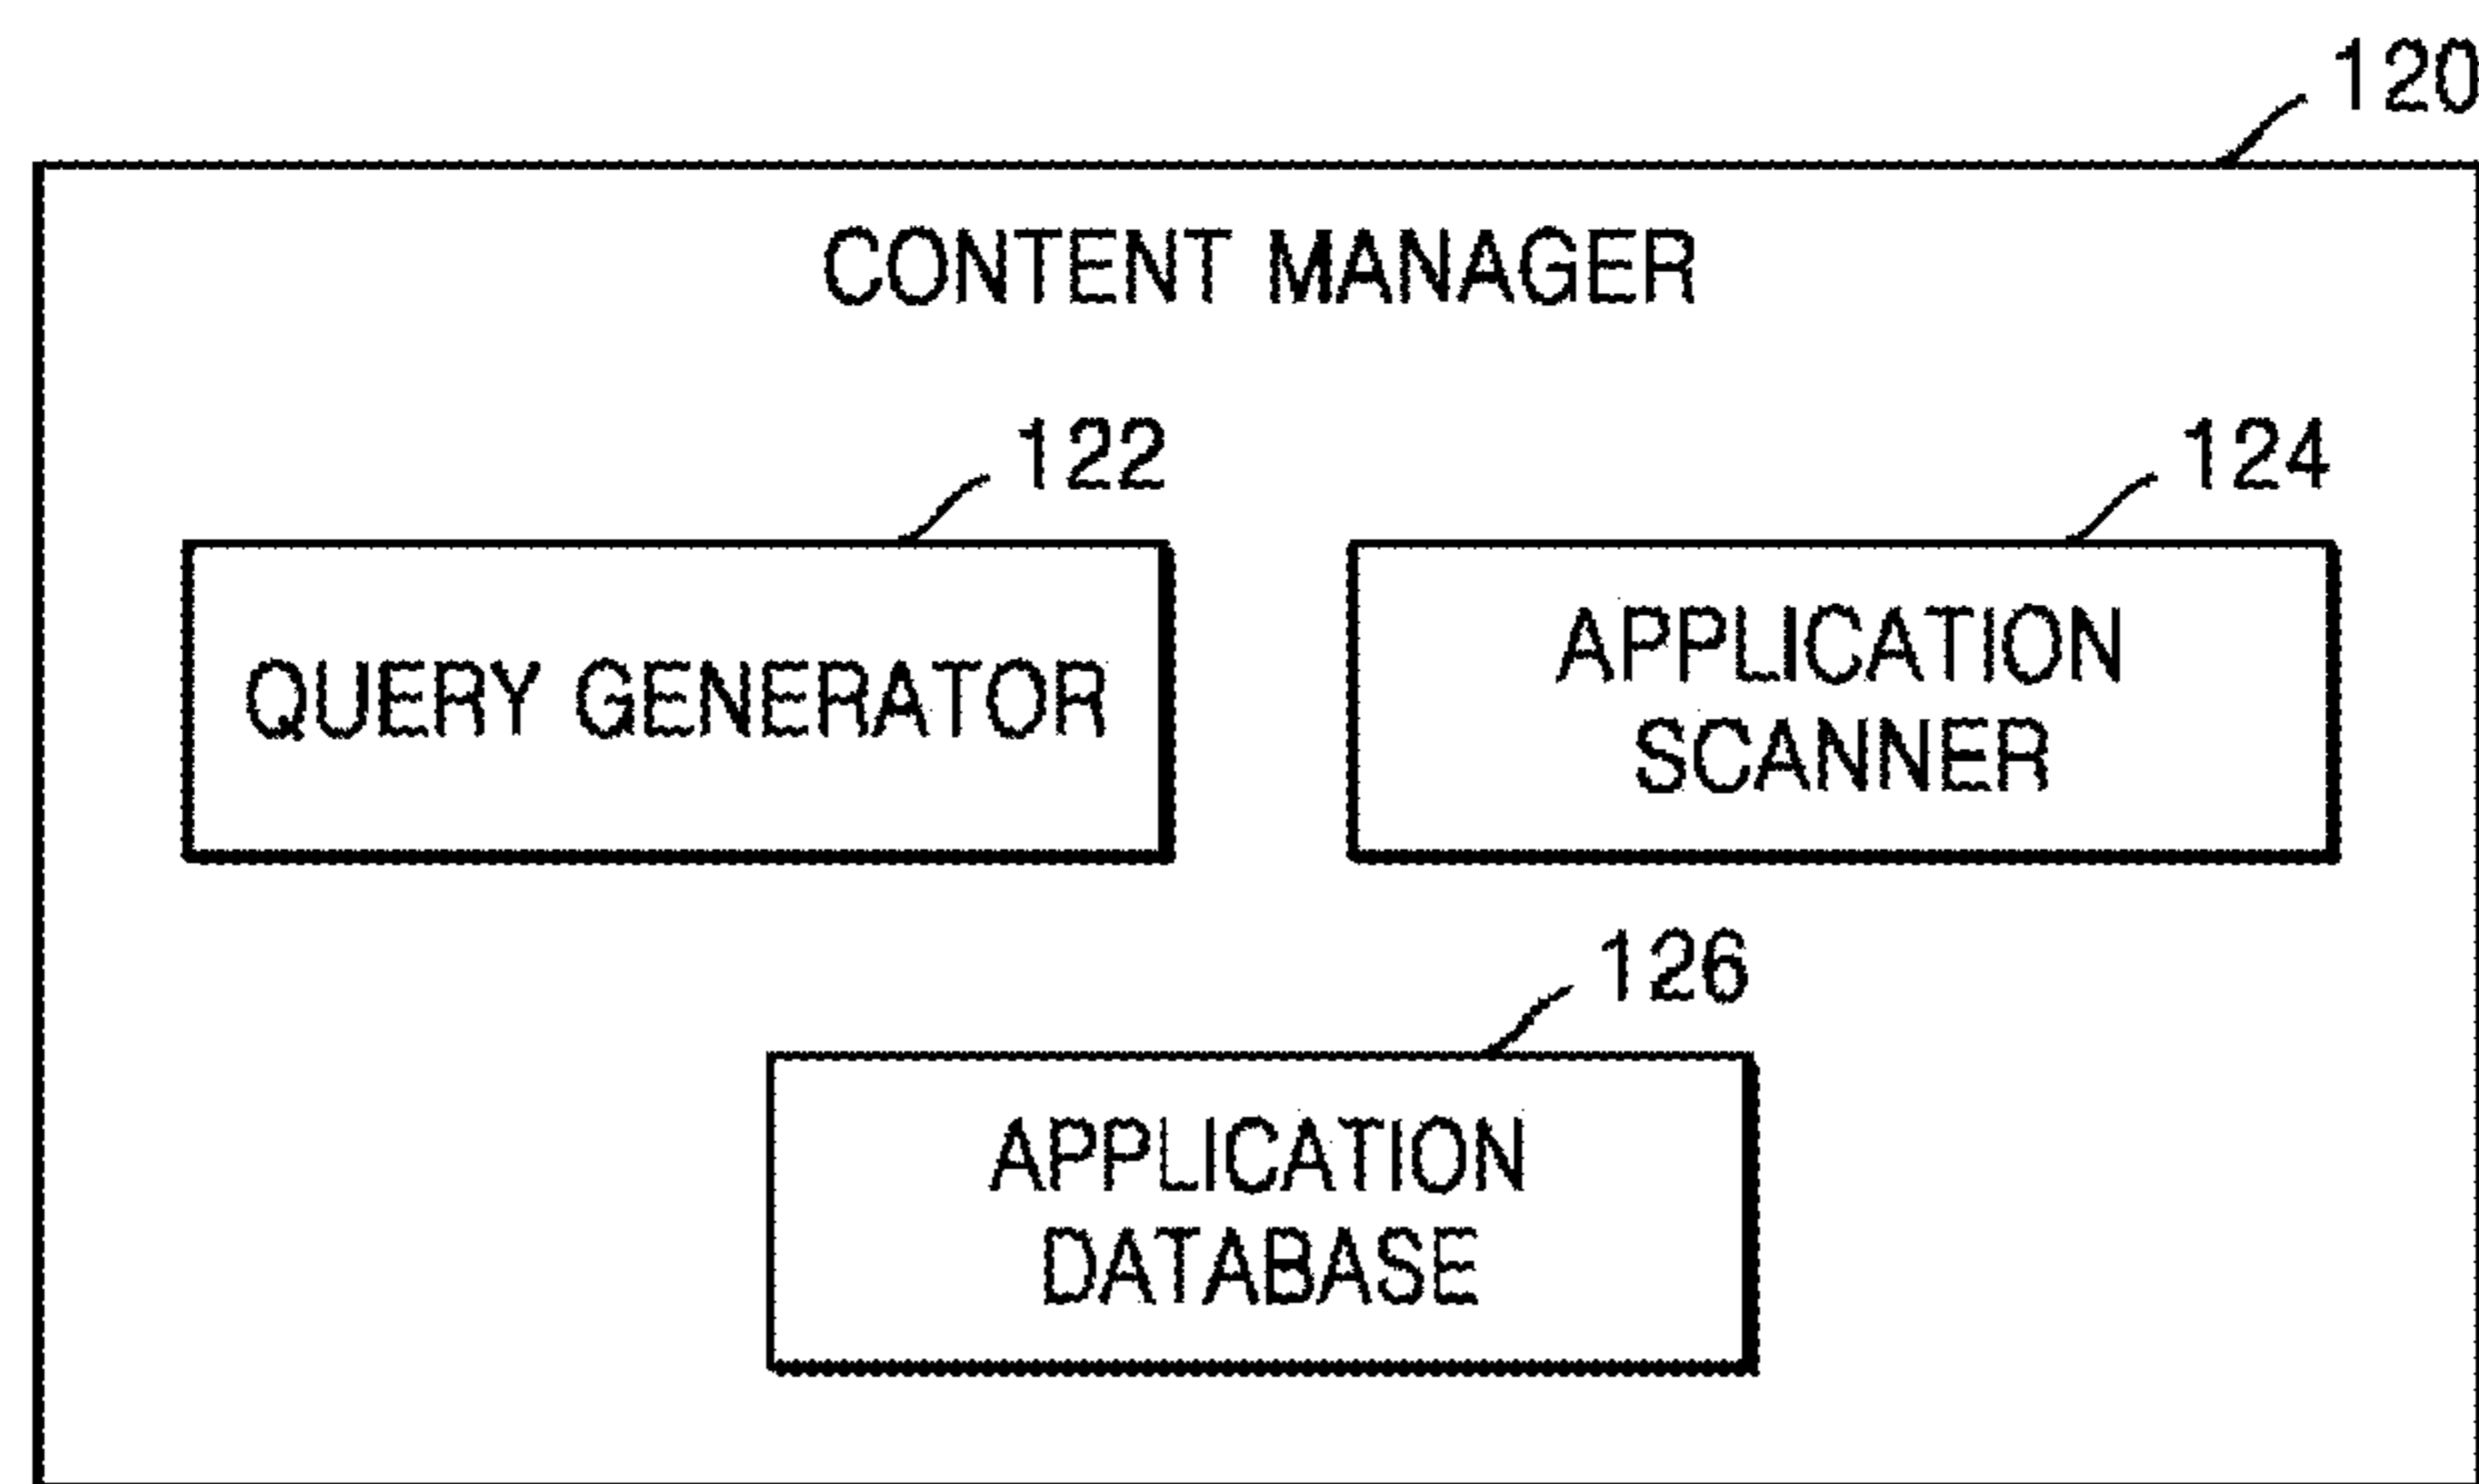 120
CONTENT MANAGER
122
124
QUERY GENERATOR
APPLICATION
SCANNER
126
APPLICATION
DATABASE